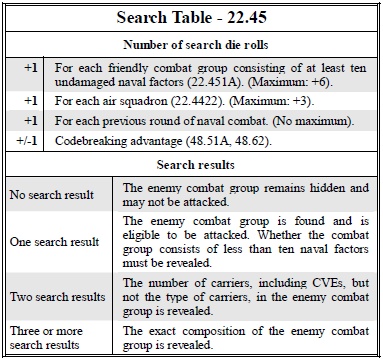 Search Table - 22.45
Number of search die rolls
+1 For each friendly combat group consisting of at least ten
undamaged naval factors (22.451A). (Maximum: +6).
+1 For each air squadron (22.4422). (Maximum: +3).
+1 For each previous round of naval combat. (No maximum).
+/-1 Codebreaking advantage (48.51A, 48.62).
Search results
No search result The enemy combat group remains hidden and
may not be attacked.
One search result The enemy combat group is found and is
eligible to be attacked. Whether the combat
group consists of less than ten naval factors
must be revealed.
Two search results The number of carriers, including CVEs, but
not the type of carriers, in the enemy combat
group is revealed.
Three or more
search results The exact composition of the enemy combat
group is revealed.